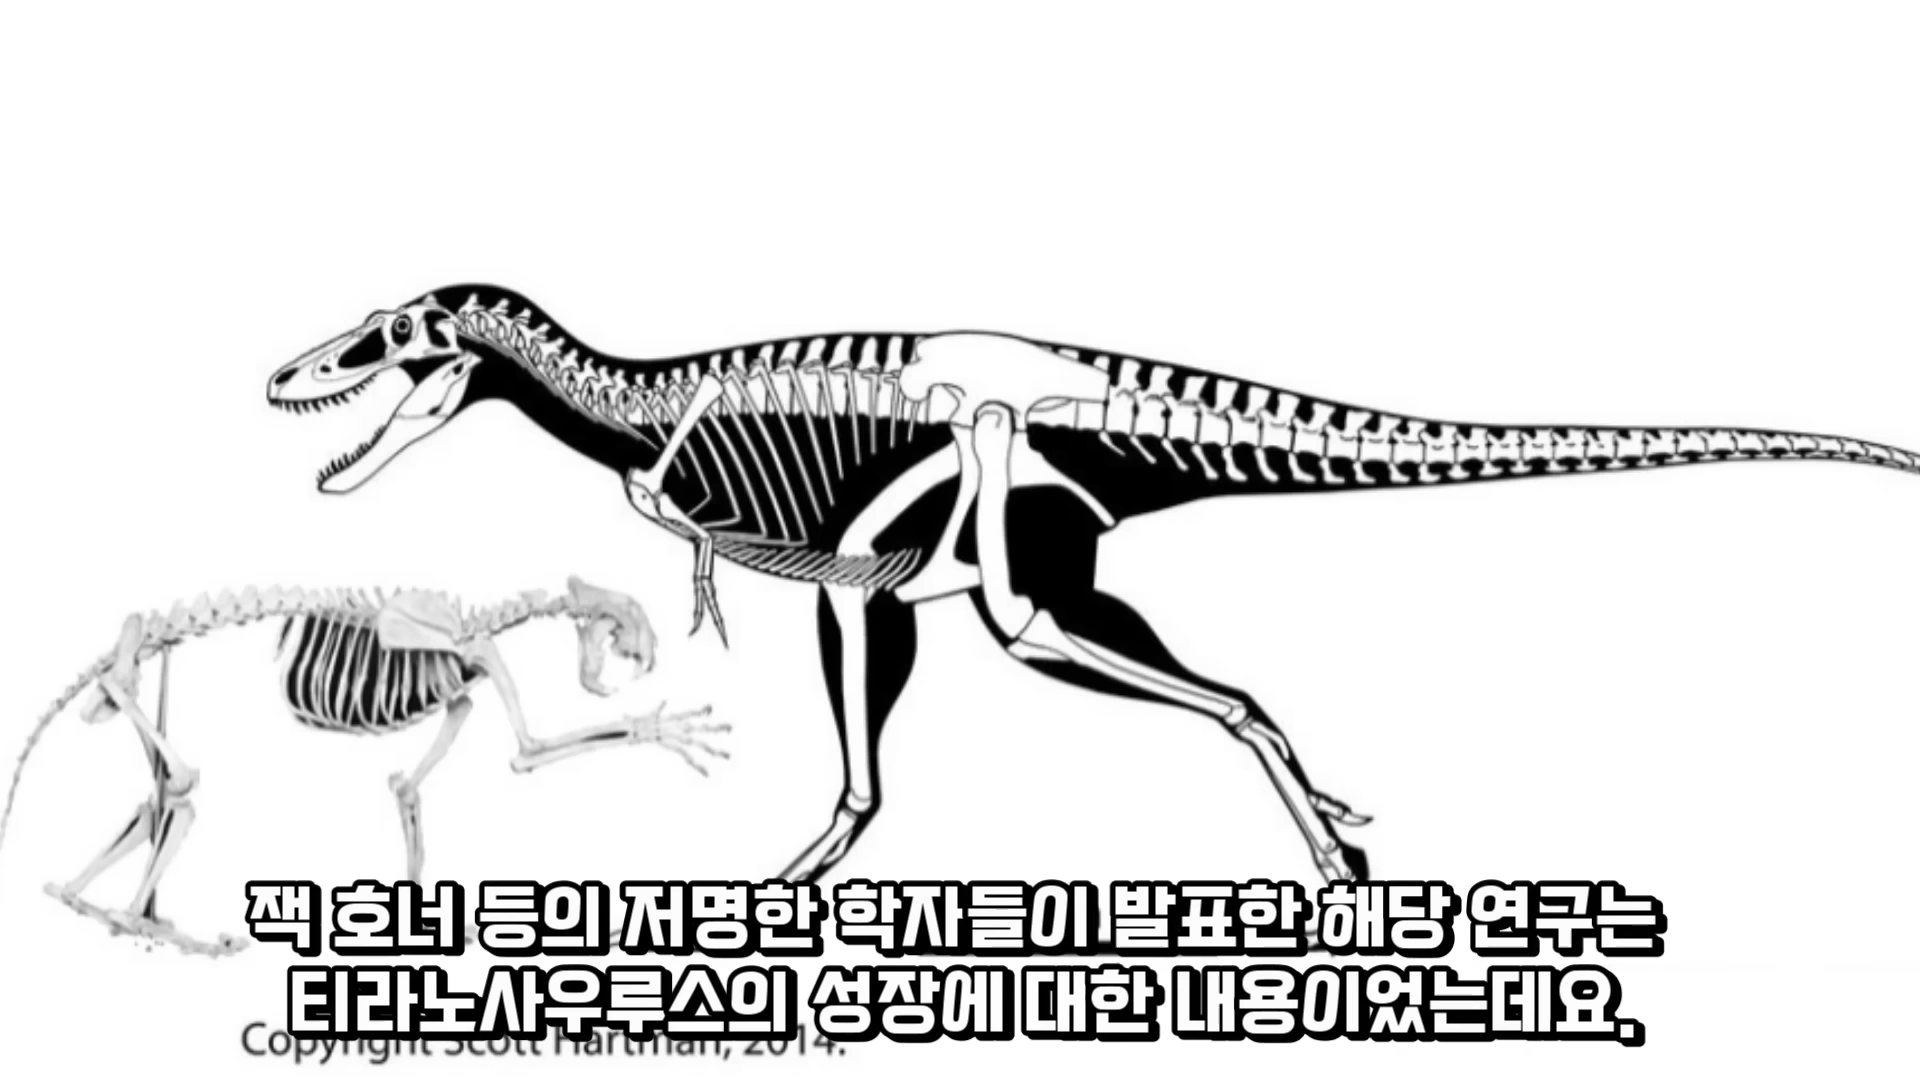 잭 호너 등의 저명한 학자들이 발표한 해당 연구는
티라노사우루스의 성장에 대한 내용이었는데요.
Copyright Scott Hartman, 2014.